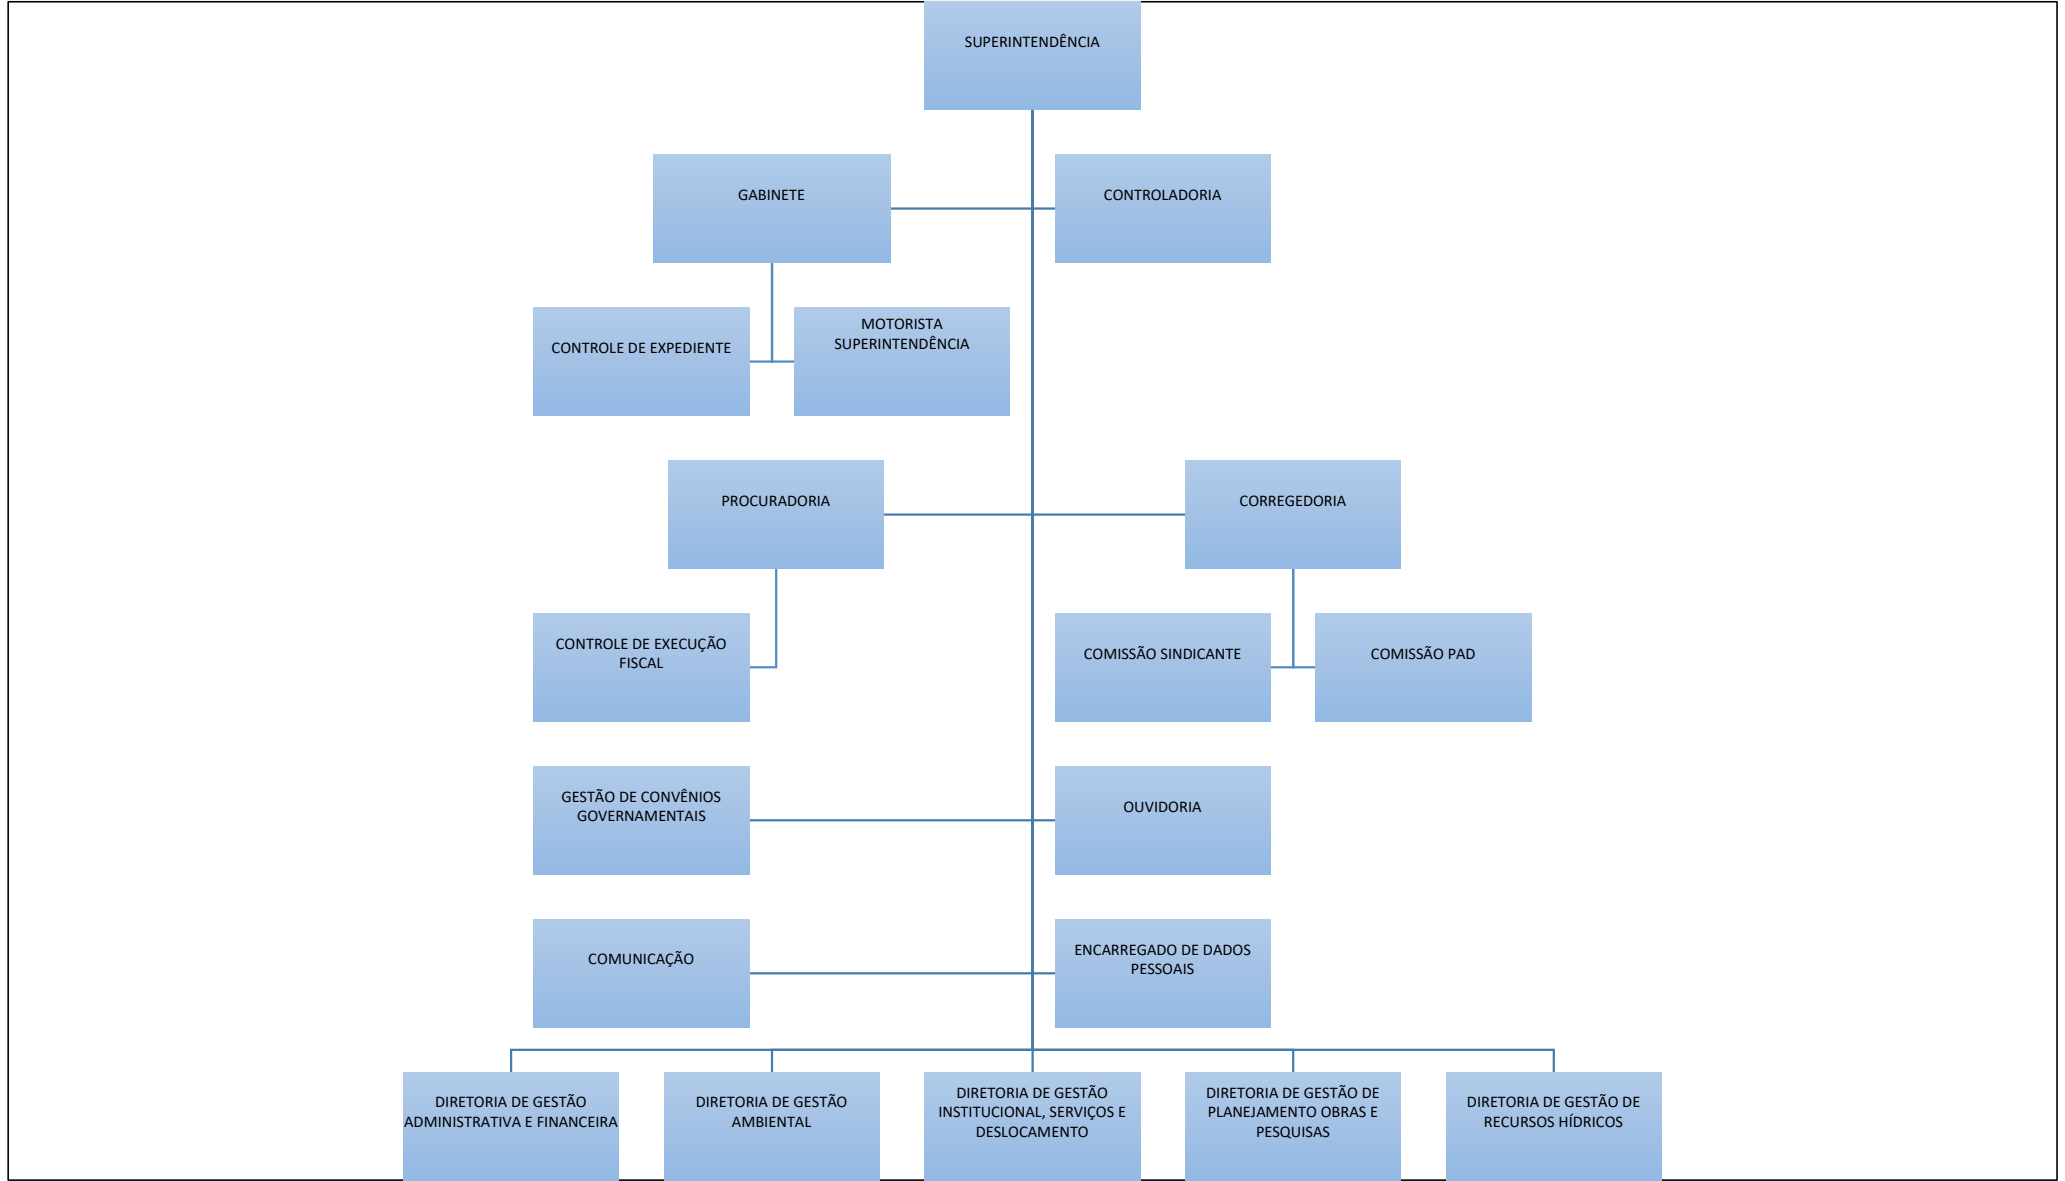 SUPERINTENDÊNCIA
GABINETE
CONTROLADORIA
CONTROLE DE EXPEDIENTE
MOTORISTA
SUPERINTENDÊNCIA
PROCURADORIA
CORREGEDORIA
CONTROLE DE EXECUÇÃO
FISCAL
COMISSÃO SINDICANTE
COMISSÃO PAD
GESTÃO DE CONVÊNIOS
GOVERNAMENTAIS
OUVIDORIA
COMUNICAÇÃO
ENCARREGADO DE DADOS
PESSOAIS
DIRETORIA DE GESTÃO
ADMINISTRATIVA E FINANCEIRA
DIRETORIA DE GESTÃO
AMBIENTAL
DIRETORIA DE GESTÃO
INSTITUCIONAL, SERVIÇOS E
DESLOCAMENTO
DIRETORIA DE GESTÃO DE
PLANEJAMENTO OBRAS E
PESQUISAS
DIRETORIA DE GESTÃO DE
RECURSOS HÍDRICOS